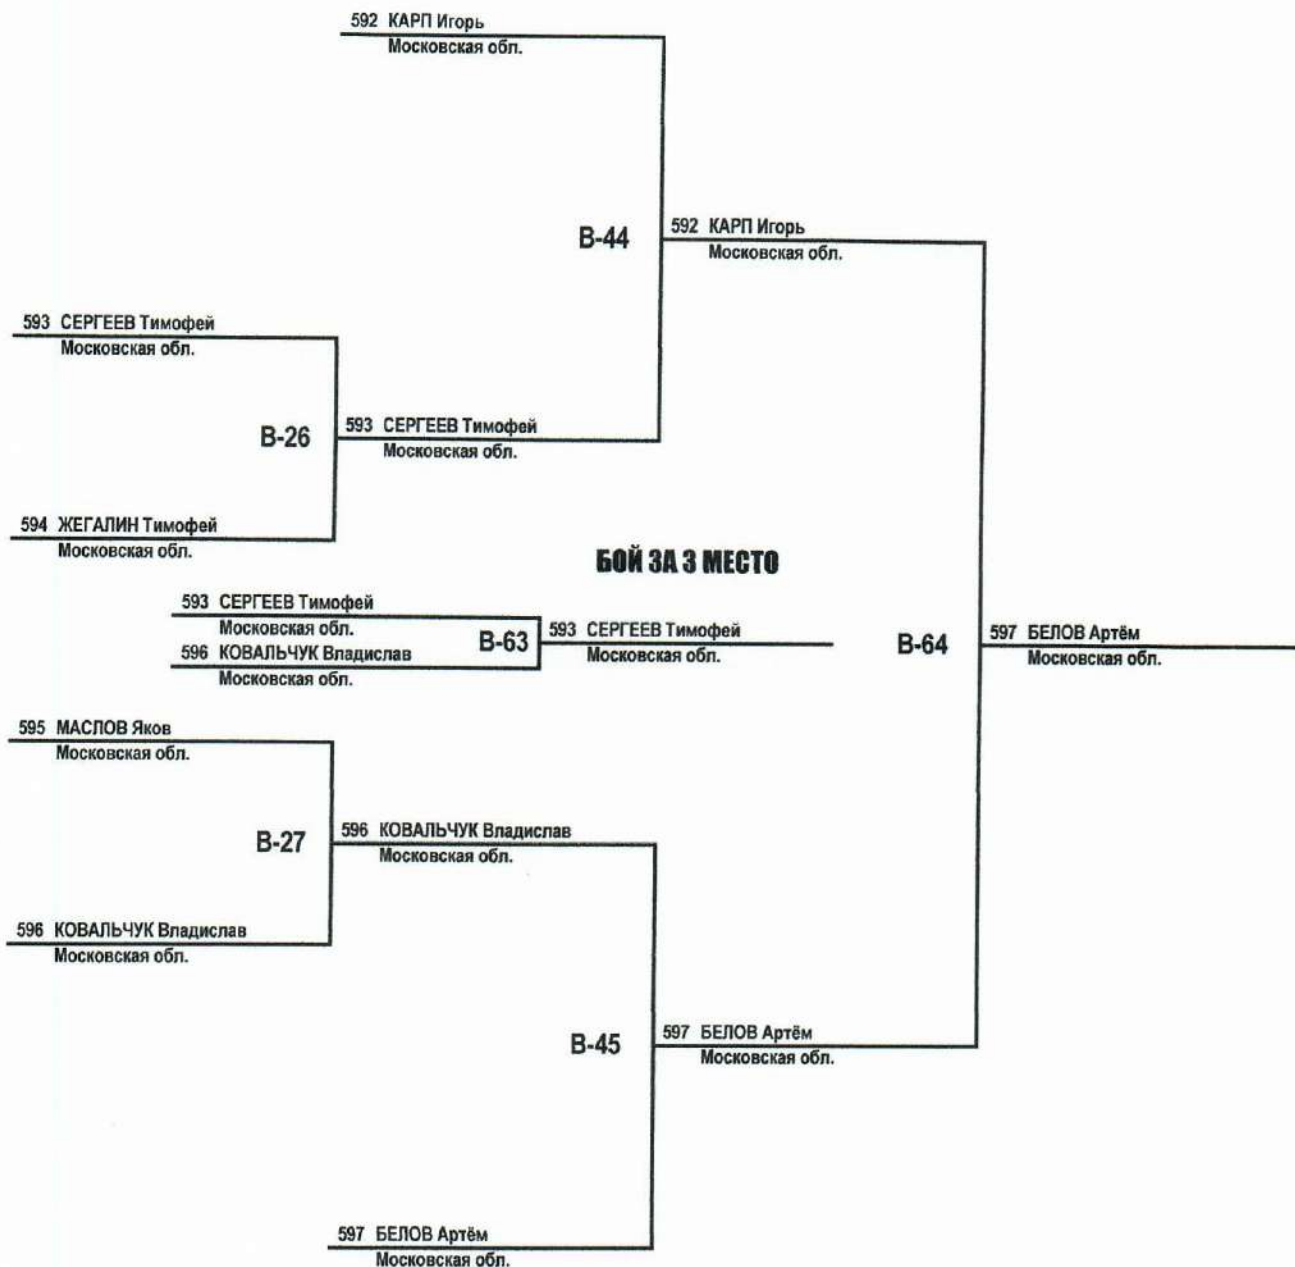 592 КАРП Игорь
Московская обл.
B-44
592 КАРП Игорь
Московская обл.
593 СЕРГЕЕВ Тимофей
Московская обл.
B-26
593 СЕРГЕЕВ Тимофей
Московская обл.
594 ЖЕГАЛИН Тимофей
Московская обл.
БОЙ ЗА 3 МЕСТО
593 СЕРГЕЕВ Тимофей
Московская обл.
596 КОВАЛЬЧУК Владислав
Московская обл.
B-63
593 СЕРГЕЕВ Тимофей
Московская обл.
B-64
597 БЕЛОВ Артём
Московская обл.
595 МАСЛОВ Яков
Московская обл.
B-27
596 КОВАЛЬЧУК Владислав
Московская обл.
596 КОВАЛЬЧУК Владислав
Московская обл.
B-45
597 БЕЛОВ Артём
Московская обл.
597 БЕЛОВ Артём
Московская обл.